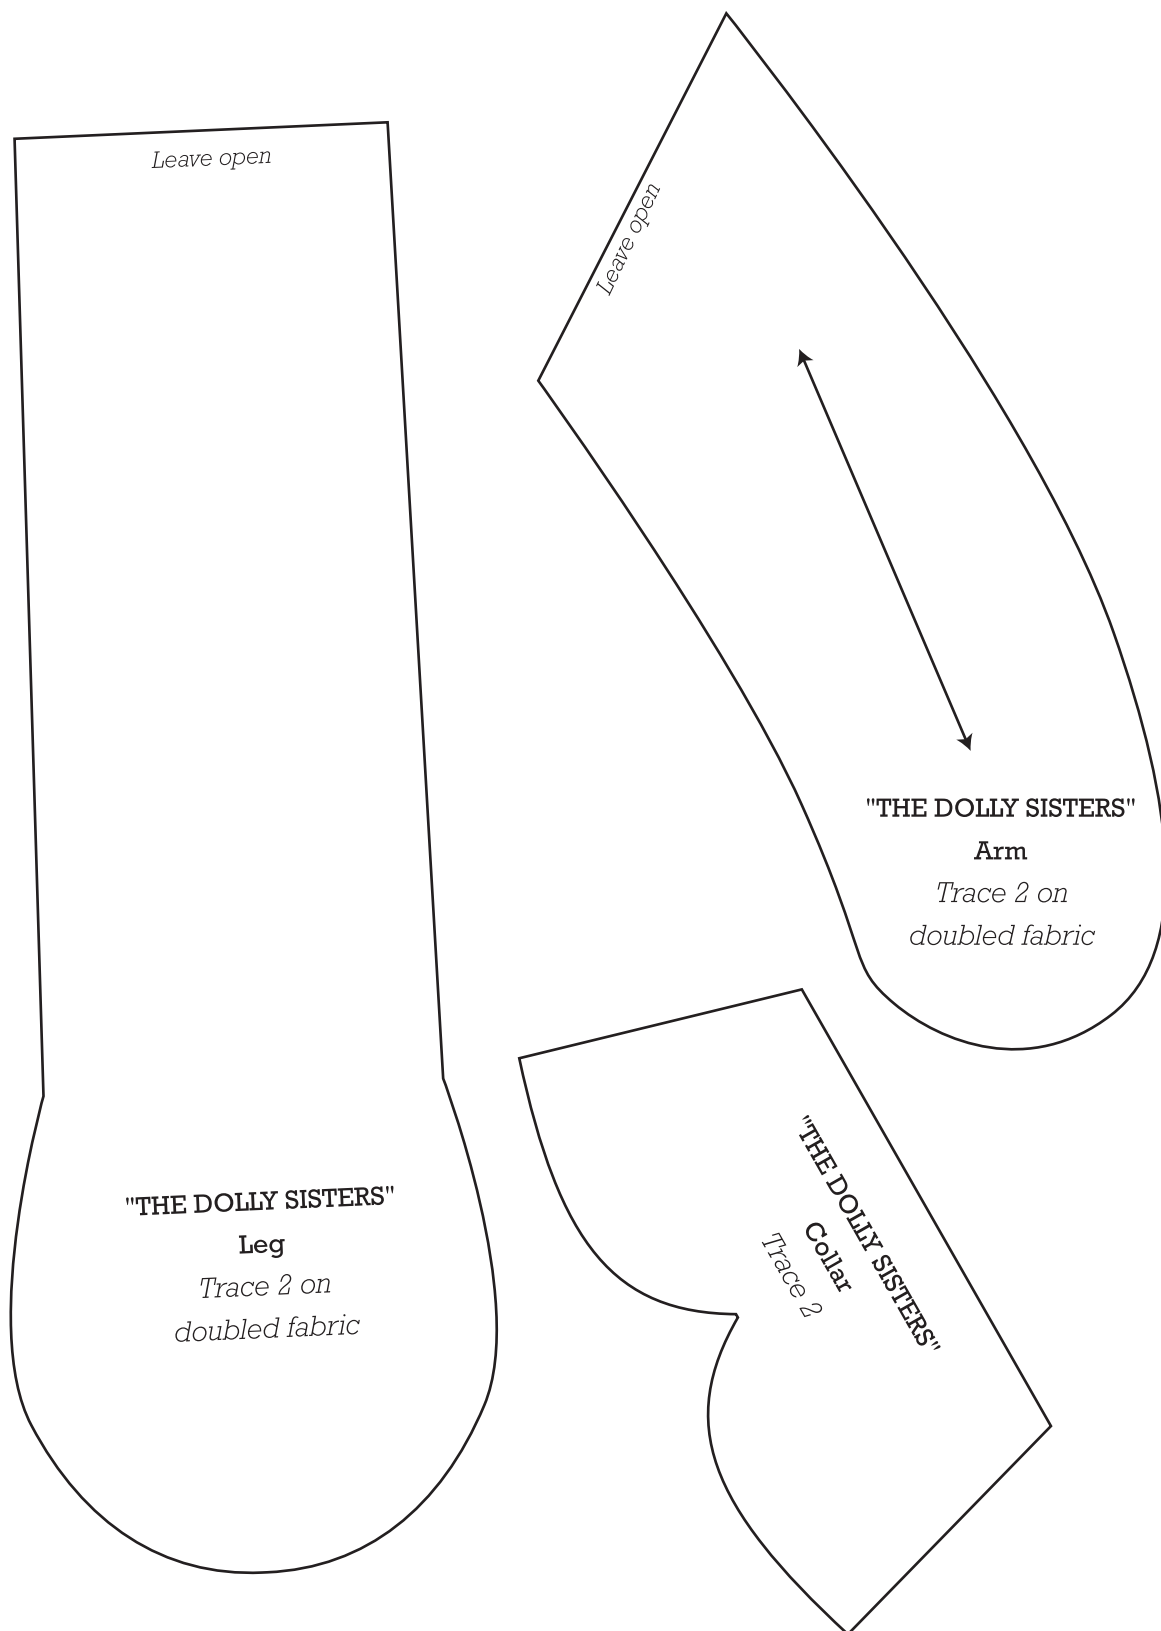 Leave open
"THE DOLLY SISTERS"
Leg
Trace 2 on
doubled fabric
Leave open
"THE DOLLY SISTERS"
Arm
Trace 2 on
doubled fabric
"THE DOLLY SISTERS"
Collar
Trace 2